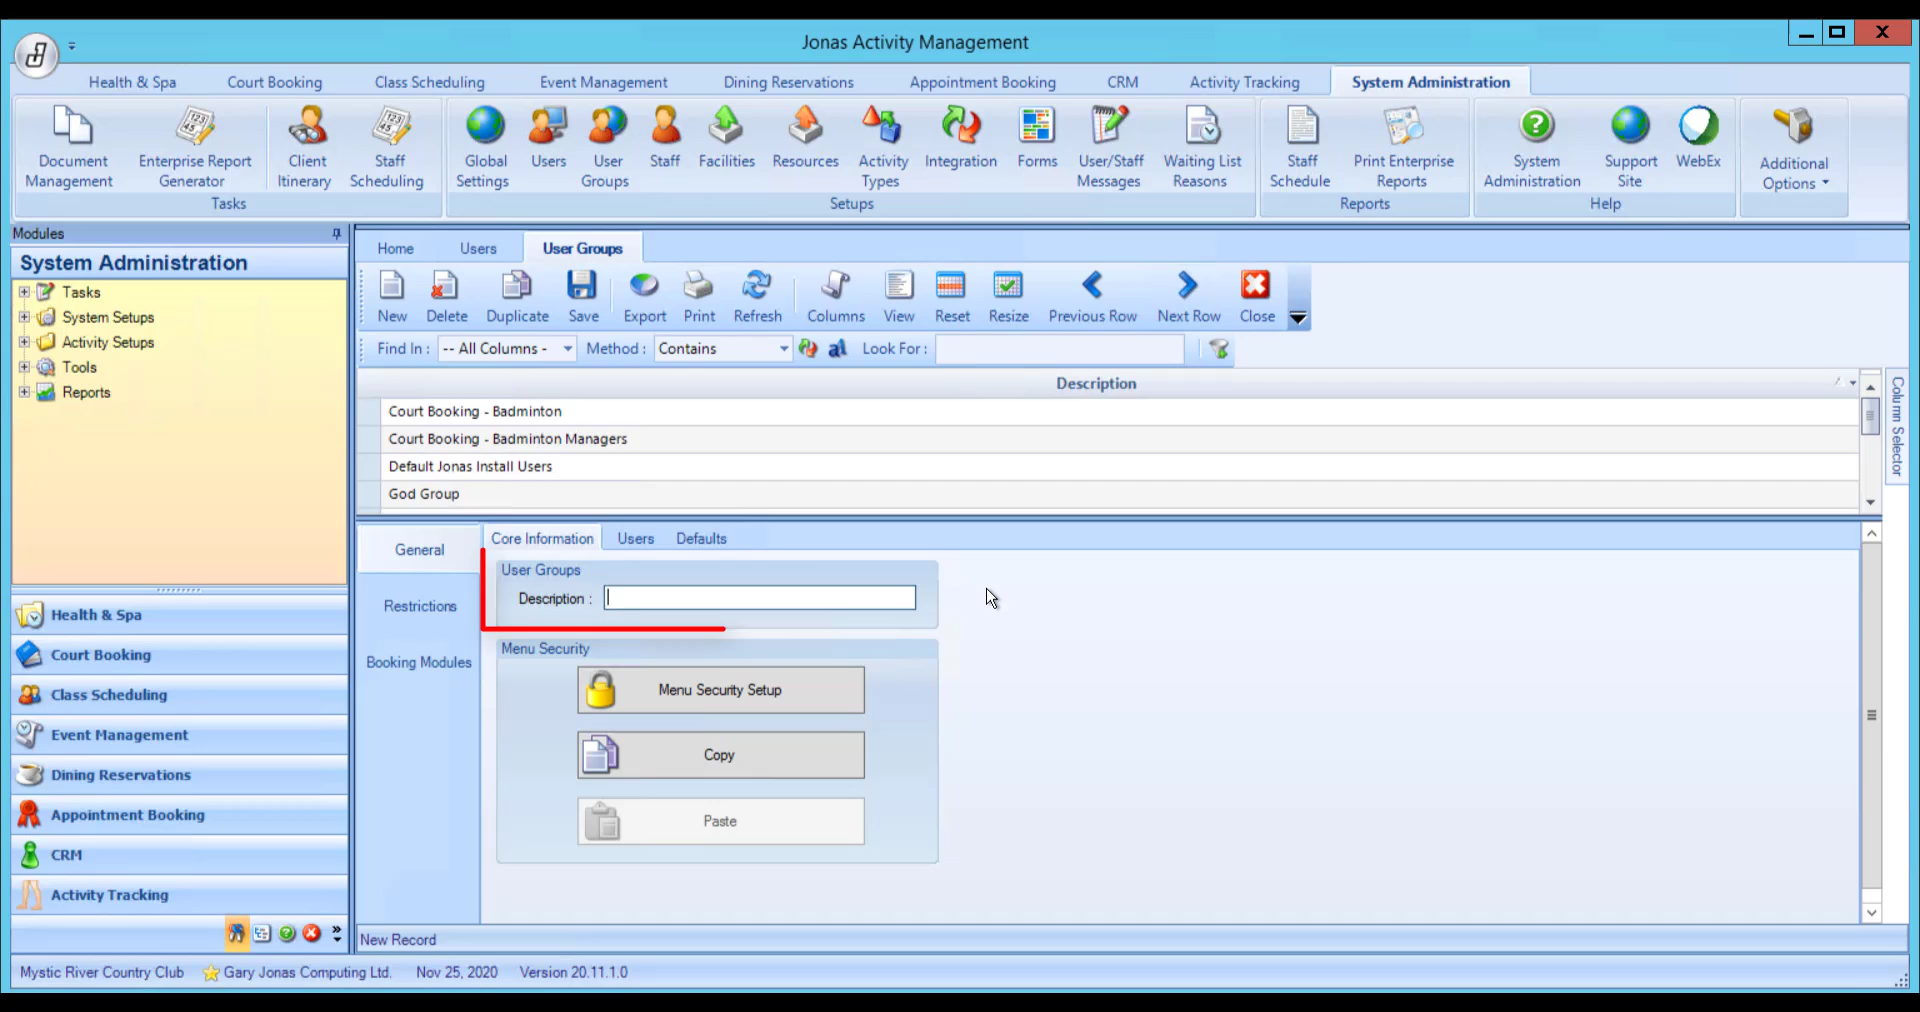 Jonas Activity Management
Health & Spa Court Booking Class Scheduling Event Management Dining Reservations Appointment Booking CRM Activity Tracking System Administration
Document Management
Enterprise Report Generator
Client Itinerary
Staff Scheduling
Global Settings
Users
User Groups
Staff
Facilities
Resources
Activity Types
Integration
Forms
User/Staff Messages
Waiting List Reasons
Staff Schedule
Print Enterprise Reports
System Administration
Support Site
WebEx
Additional Options
Tasks Setups Reports Help
Modules
System Administration
Tasks
System Setups
Activity Setups
Tools
Reports
Health & Spa
Court Booking
Class Scheduling
Event Management
Dining Reservations
Appointment Booking
CRM
Activity Tracking
Home Users User Groups
New Delete Duplicate Save Export Print Refresh Columns View Reset Resize Previous Row Next Row Close
Find In : -- All Columns - Method : Contains Look For :
Description
Court Booking - Badminton
Court Booking - Badminton Managers
Default Jonas Install Users
God Group
Column Selector
General
Restrictions
Booking Modules
Core Information Users Defaults
User Groups
Description :
Menu Security
Menu Security Setup
Copy
Paste
New Record
Mystic River Country Club Gary Jonas Computing Ltd. Nov 25, 2020 Version 20.11.1.0